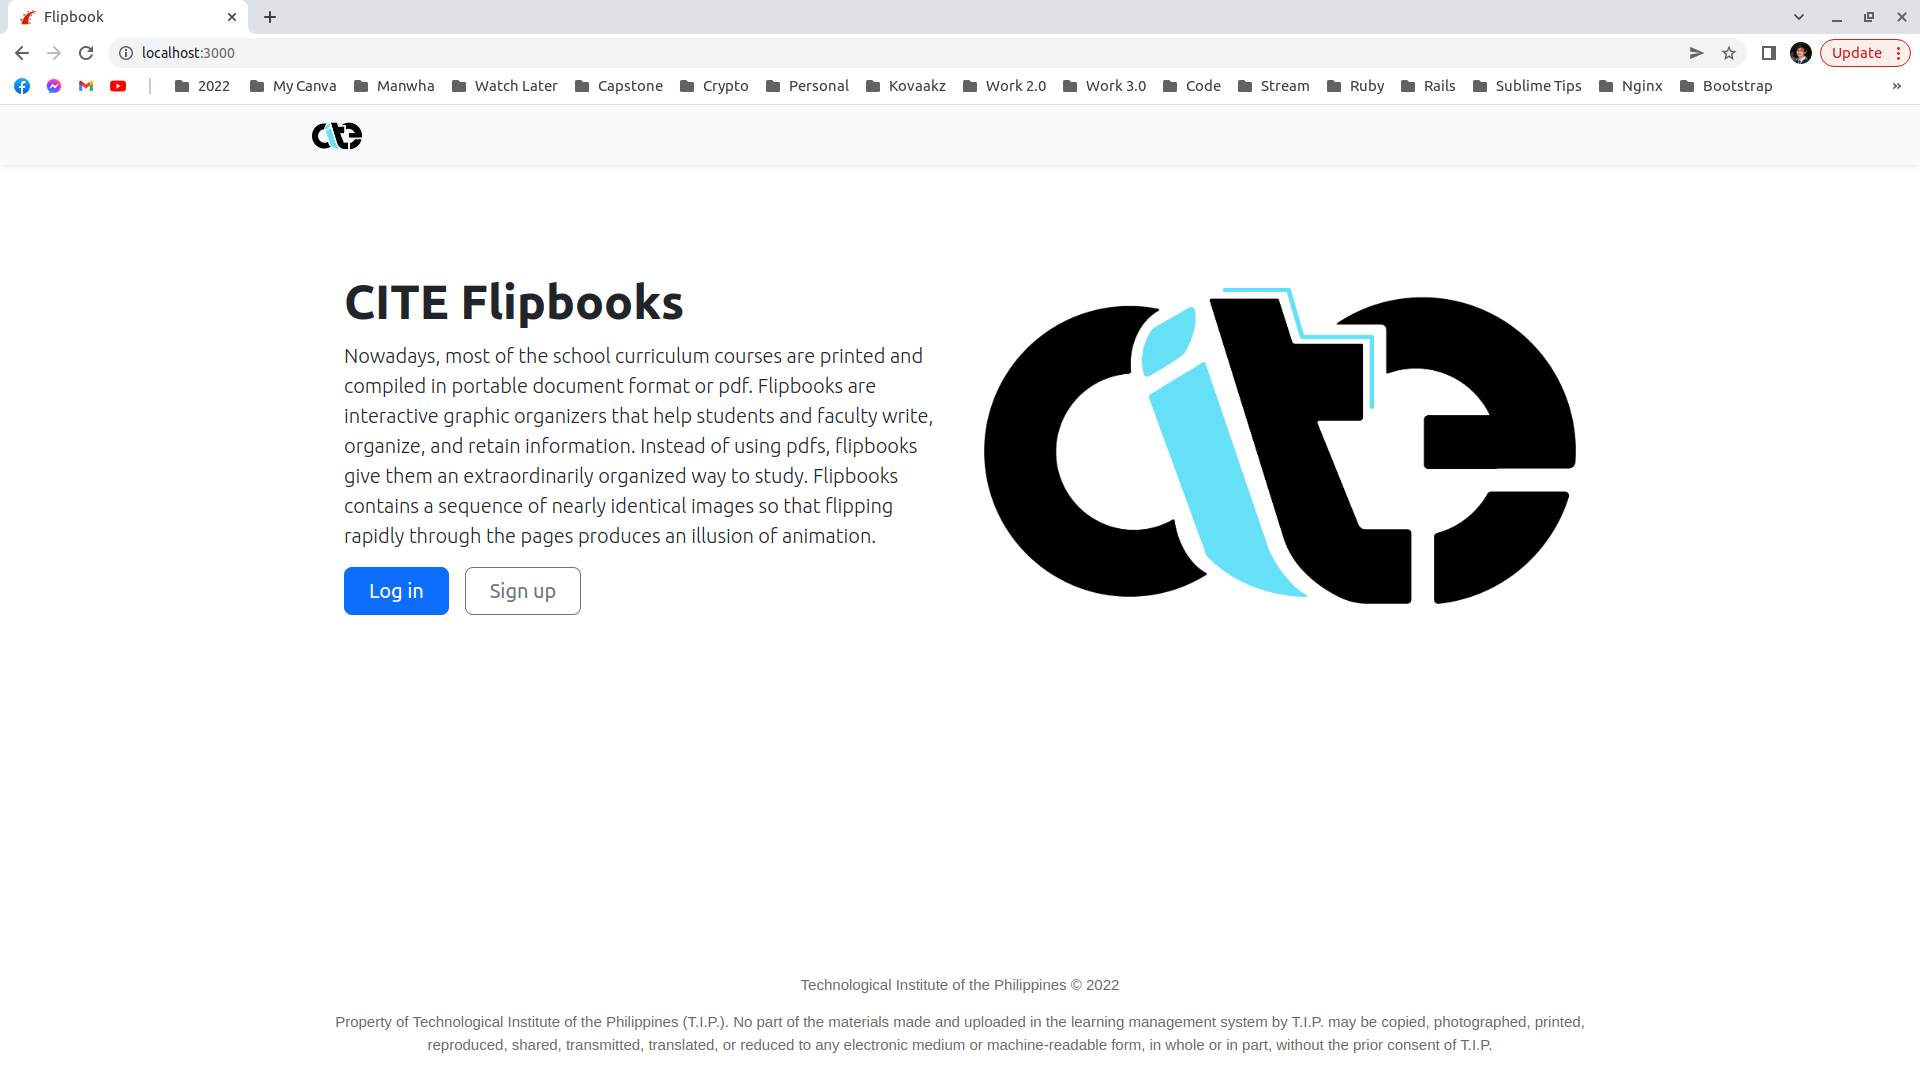 Flipbook
localhost:3000
Update
2022 My Canva Manwha Watch Later Capstone Crypto Personal Kovaakz Work 2.0 Work 3.0 Code Stream Ruby Rails Sublime Tips Nginx Bootstrap »
cite
CITE Flipbooks
Nowadays, most of the school curriculum courses are printed and
compiled in portable document format or pdf. Flipbooks are
interactive graphic organizers that help students and faculty write,
organize, and retain information. Instead of using pdfs, flipbooks
give them an extraordinarily organized way to study. Flipbooks
contains a sequence of nearly identical images so that flipping
rapidly through the pages produces an illusion of animation.
Log in Sign up
cite
Technological Institute of the Philippines © 2022
Property of Technological Institute of the Philippines (T.I.P.). No part of the materials made and uploaded in the learning management system by T.I.P. may be copied, photographed, printed,
reproduced, shared, transmitted, translated, or reduced to any electronic medium or machine-readable form, in whole or in part, without the prior consent of T.I.P.